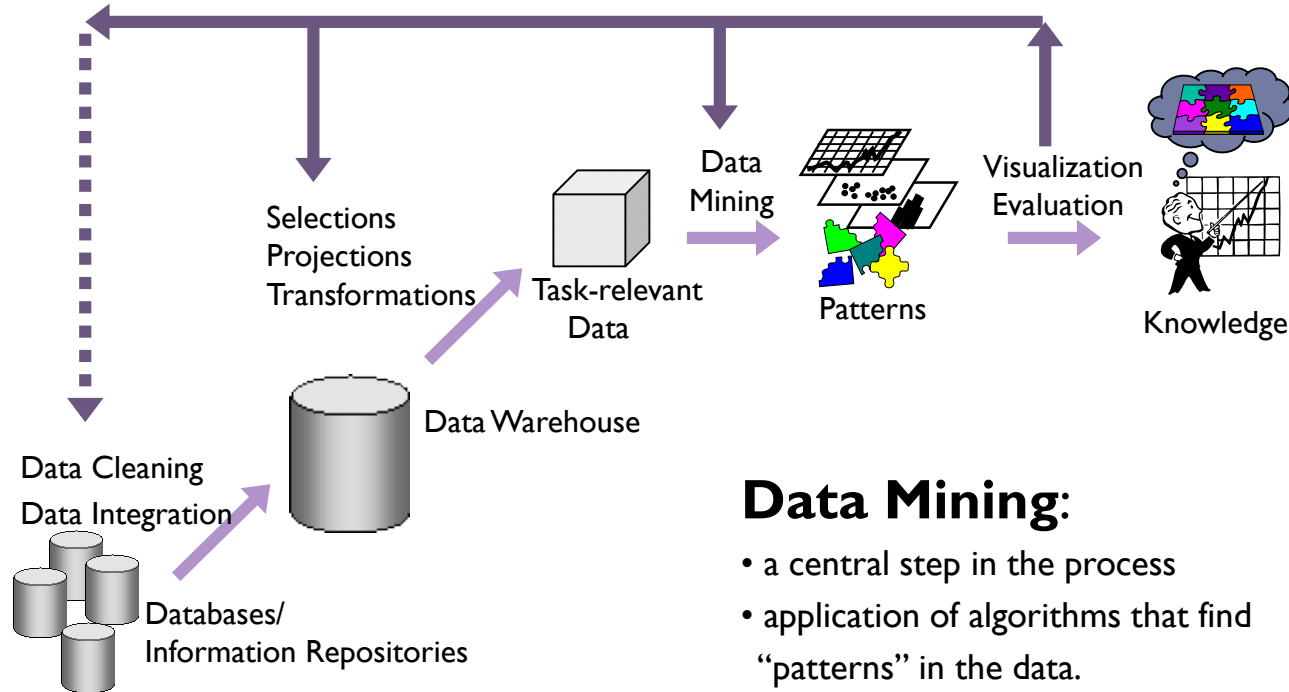 Selections
Projections
Transformations
Data
Mining
Visualization
Evaluation
Task-relevant
Data
Patterns
Knowledge
Data Warehouse
Data Cleaning
Data Integration
Databases/
Information Repositories
Data Mining:
• a central step in the process
• application of algorithms that find
“patterns” in the data.